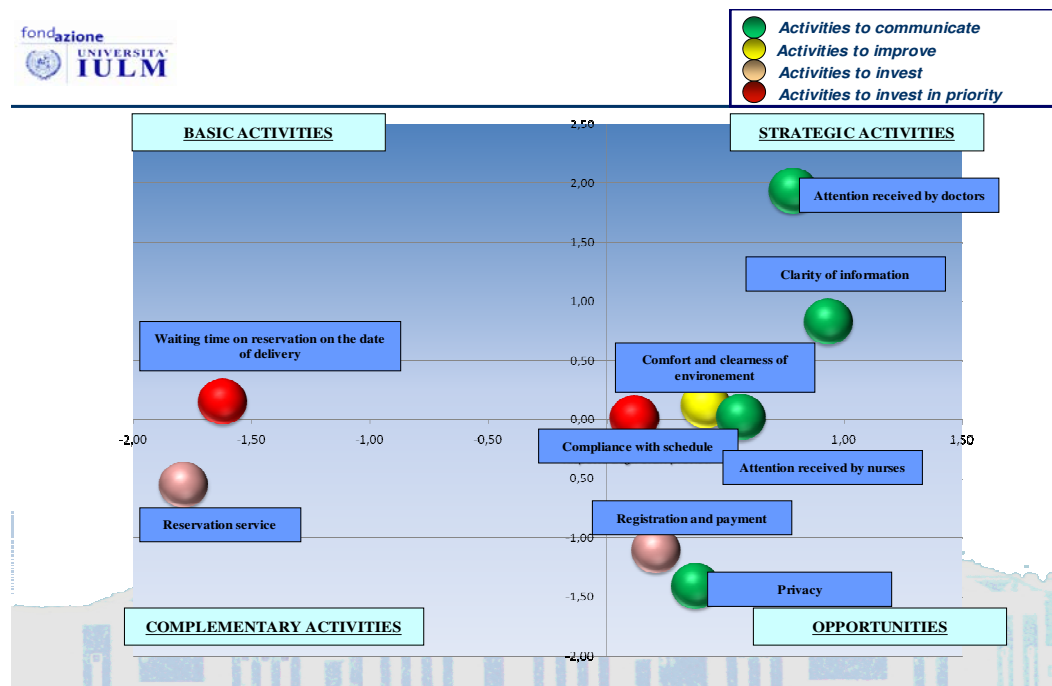 fondazione
UNIVERSITA'
IULM
Activities to communicate
Activities to improve
Activities to invest
Activities to invest in priority
BASIC ACTIVITIES
2,50
STRATEGIC ACTIVITIES
2,00
Attention received by doctors
1,50
Clarity of information
1,00
Waiting time on reservation on the date
of delivery
0,50
Comfort and clearness of
environement
0,00
-2,00
-1,50
-1,00
-0,50
1,00
1,50
Compliance with schedule
Attention received by nurses
0,50
Reservation service
Registration and payment
-1,00
Privacy
-1,50
COMPLEMENTARY ACTIVITIES
OPPORTUNITIES
-2,00